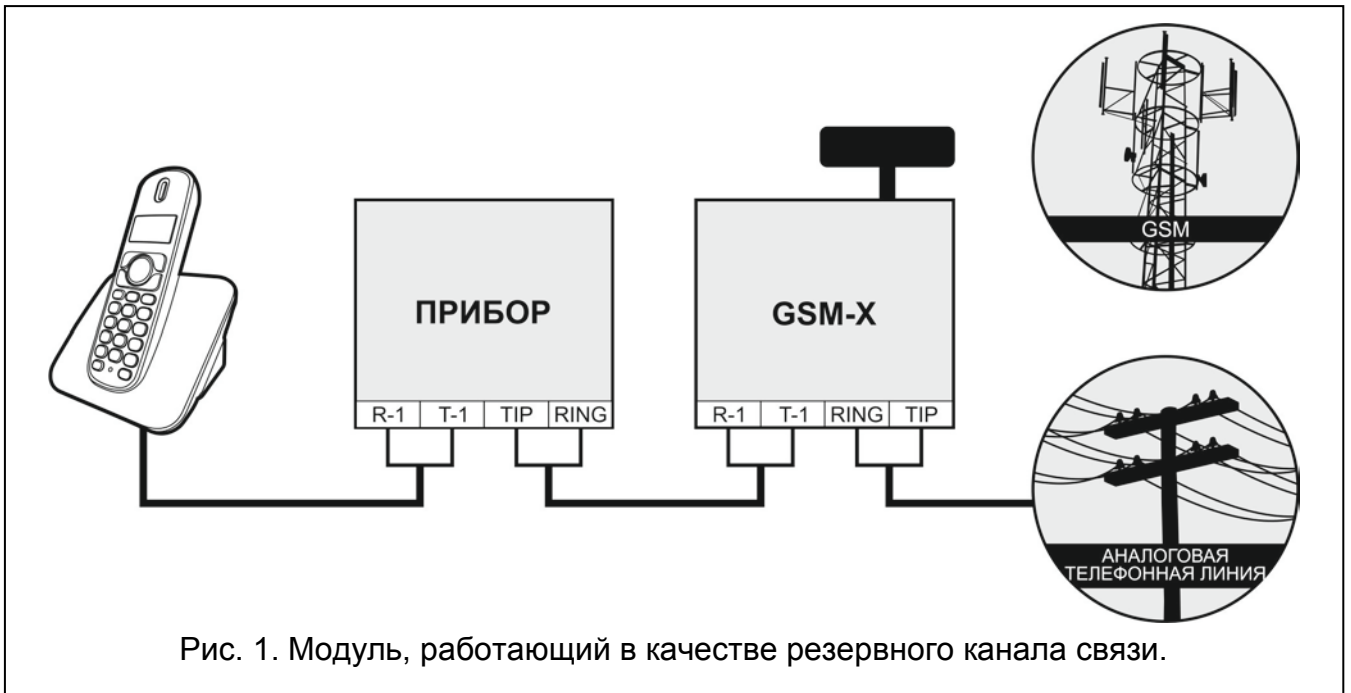 GSM
ПРИБОР
GSM-X
R-1 T-1 TIP RING
R-1 T-1 RING TIP
АНАЛОГОВАЯ
ТЕЛЕФОННАЯ ЛИНИЯ
Рис. 1. Модуль, работающий в качестве резервного канала связи.